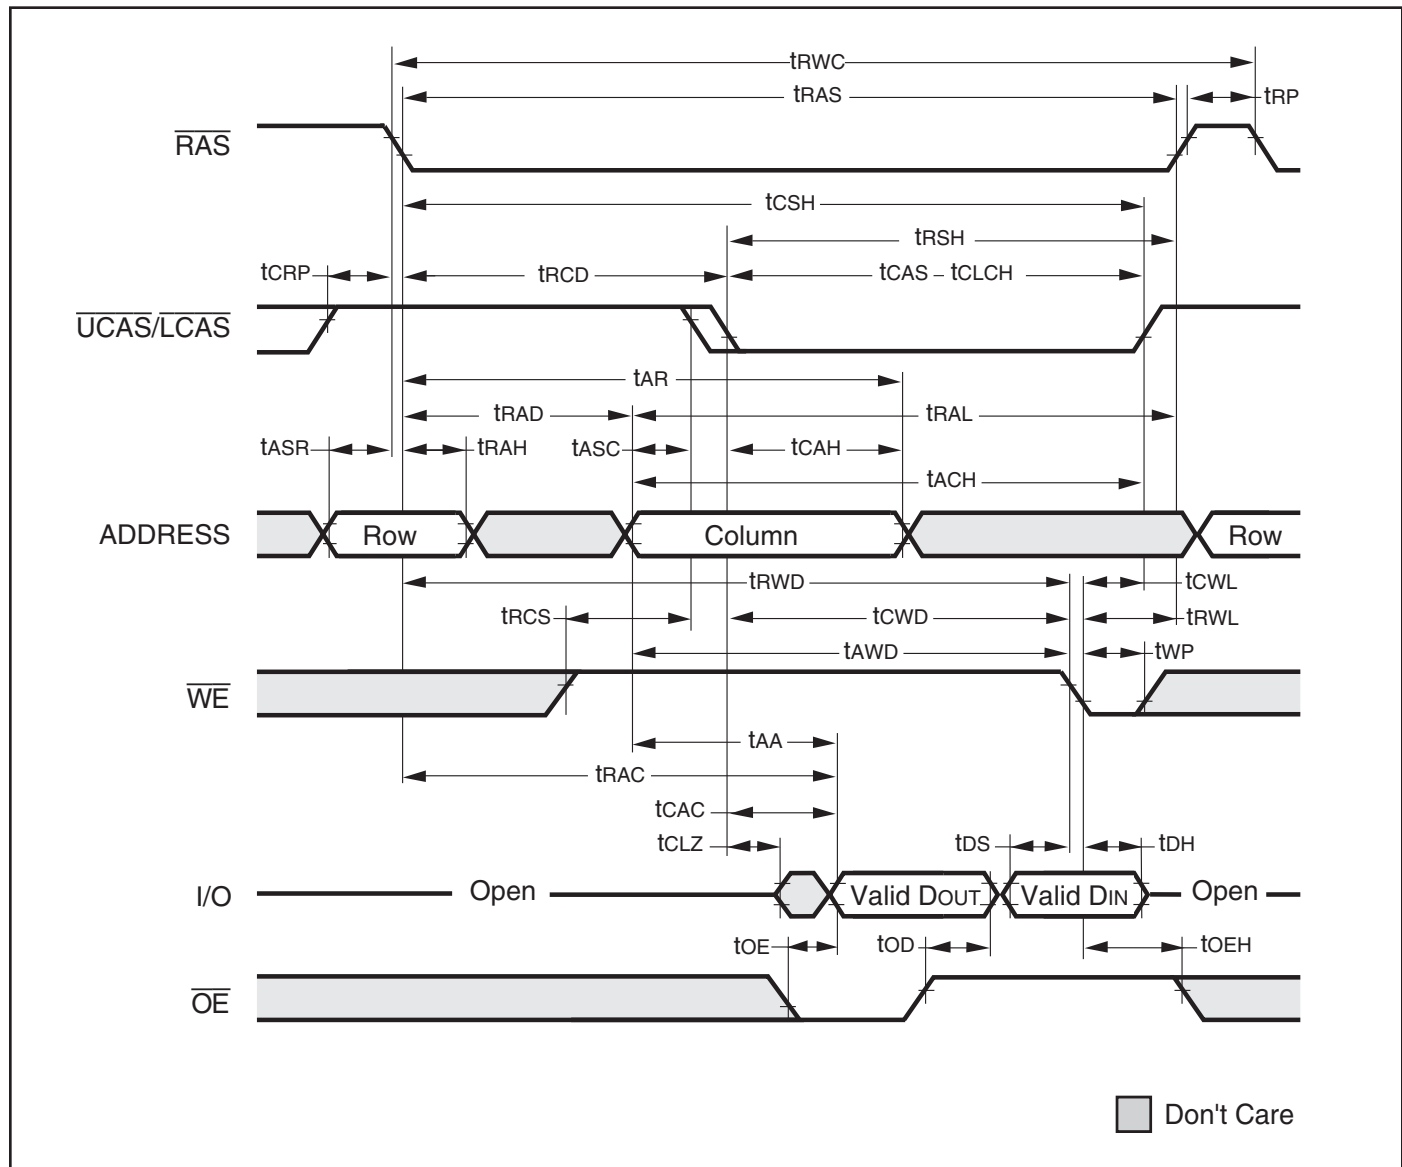 tRWC
tRAS
tRP
RAS
tCSH
tRSH
tCRP
tRCD
tCAS – tCLCH
UCAS/LCAS
tAR
tRAD
tRAL
tASR
tRAH
tASC
tCAH
tACH
ADDRESS
Row
Column
Row
tRWD
tCWL
tRCS
tCWD
tRWL
tAWD
tWP
WE
tAA
tRAC
tCAC
tCLZ
tDS
tDH
I/O
Open
Valid DOUT
Valid DIN
Open
tOE
tOD
tOEH
OE
Don't Care